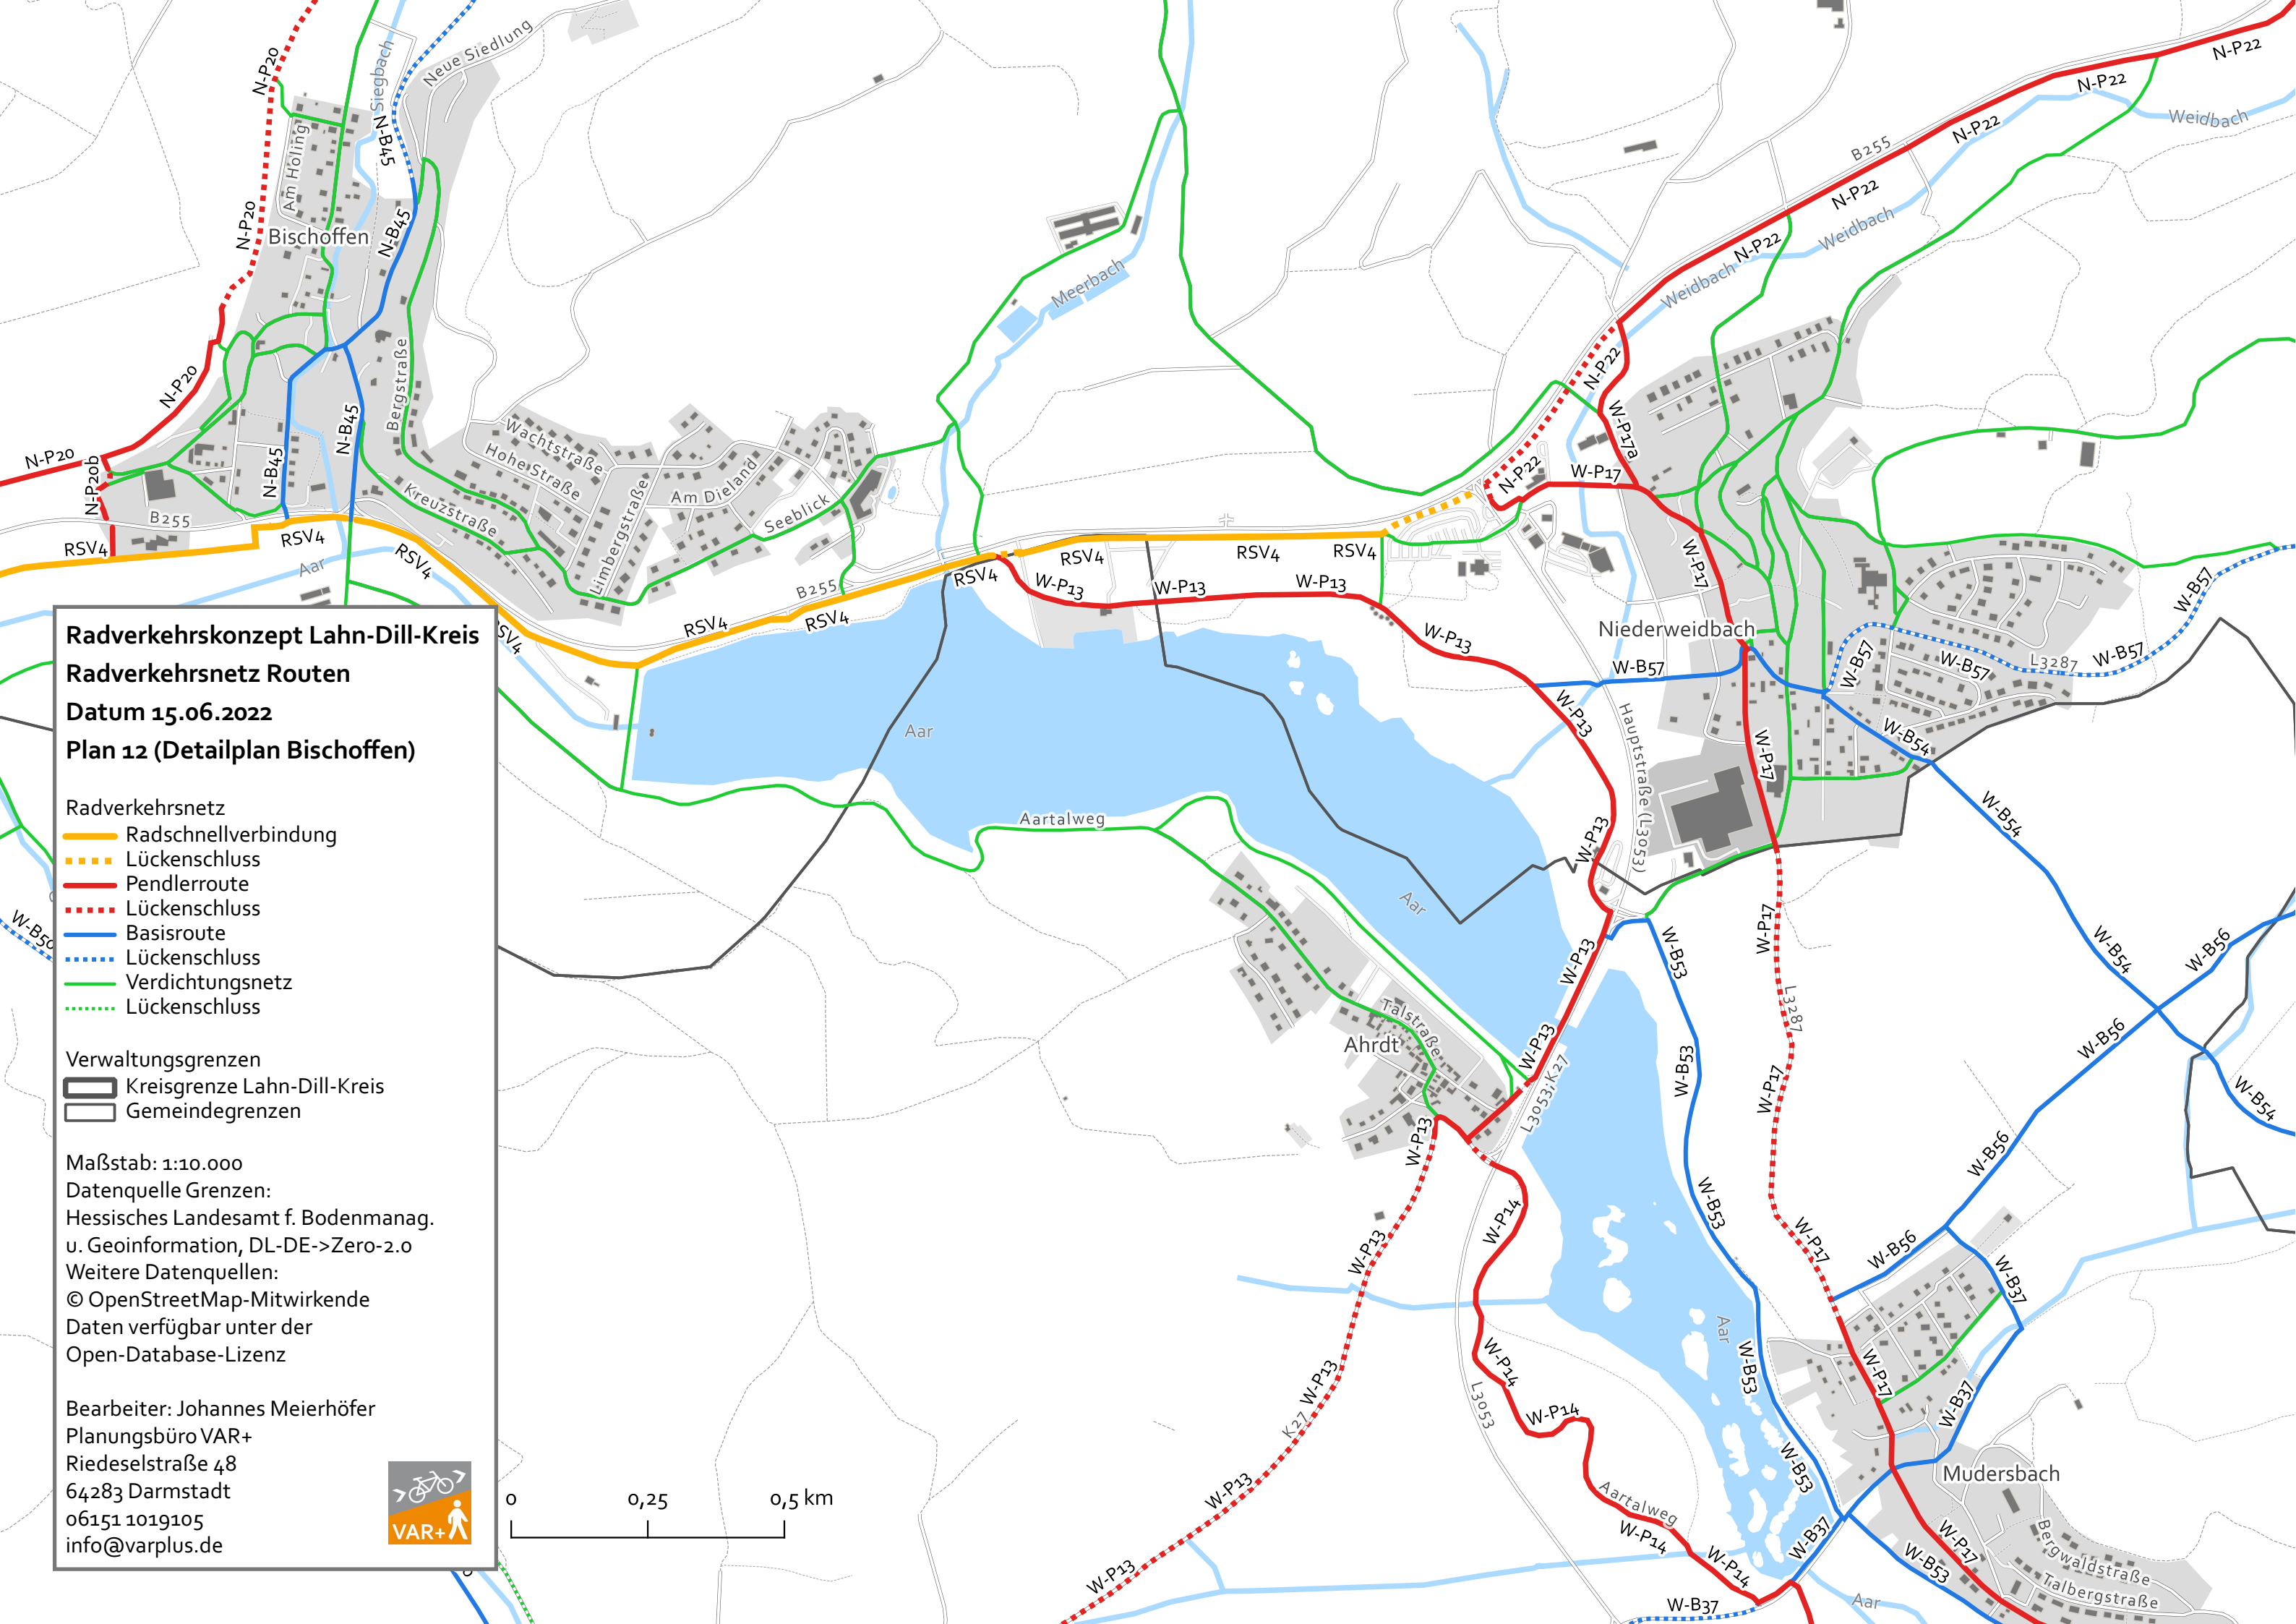 Radverkehrskonzept Lahn-Dill-Kreis
Radverkehrsnetz Routen
Datum 15.06.2022
Plan 12 (Detailplan Bischoffen)
Radverkehrsnetz
Radschnellverbindung
Lückenschluss
Pendlerroute
Lückenschluss
Basisroute
Lückenschluss
Verdichtungsnetz
Lückenschluss
Verwaltungsgrenzen
Kreisgrenze Lahn-Dill-Kreis
Gemeindegrenzen
Maßstab: 1:10.000
Datenquelle Grenzen:
Hessisches Landesamt f. Bodenmanag.
u. Geoinformation, DL-DE->Zero-2.0
Weitere Datenquellen:
© OpenStreetMap-Mitwirkende
Daten verfügbar unter der
Open-Database-Lizenz
Bearbeiter: Johannes Meierhöfer
Planungsbüro VAR+
Riedeselstraße 48
64283 Darmstadt
06151 1019105
info@varplus.de
VAR+
0 0,25 0,5 km
N-P20
Siegbach
N-B45
Neue Siedlung
Am Höling
N-P20
Bischoffen
N-B45
N-P20
Bergstraße
N-B45
N-B45
N-P20
N-P20b
B255
RSV4
RSV4
Aar
RSV4
RSV4
Wachtstraße
Hohe Straße
Kreuzstraße
Limbergstraße
Am Dieland
Seeblick
B255
RSV4
RSV4
RSV4
RSV4
RSV4
RSV4
Meerbach
W-P13
W-P13
W-P13
W-P13
Aar
Aartalweg
Aar
N-P22
N-P22
N-P22
N-P22
N-P22
B255
Weidbach
Weidbach
Weidbach
N-P22
N-P22
W-P17a
W-P17
W-P17
Niederweidbach
W-B57
W-B57
W-B57
W-B57
W-B57
L3287
W-P13
Hauptstraße (L3053)
W-P17
W-B54
W-B54
W-B54
W-B54
W-P13
W-P13
W-P13
L3053;K27
W-B53
W-B53
W-B53
W-P17
L3287
W-P17
W-P17
W-B56
W-B56
W-B56
W-B56
Talstraße
Ahrdt
W-P13
W-P13
W-P13
K27
W-P13
W-P13
W-P14
W-P14
W-P14
L3053
Aartalweg
W-P14
W-P14
Aar
W-B53
W-B53
W-B37
W-B37
W-P17
W-B37
W-B37
Mudersbach
W-P17
W-B53
Bergwaldstraße
Talbergstraße
Aar
W-B50